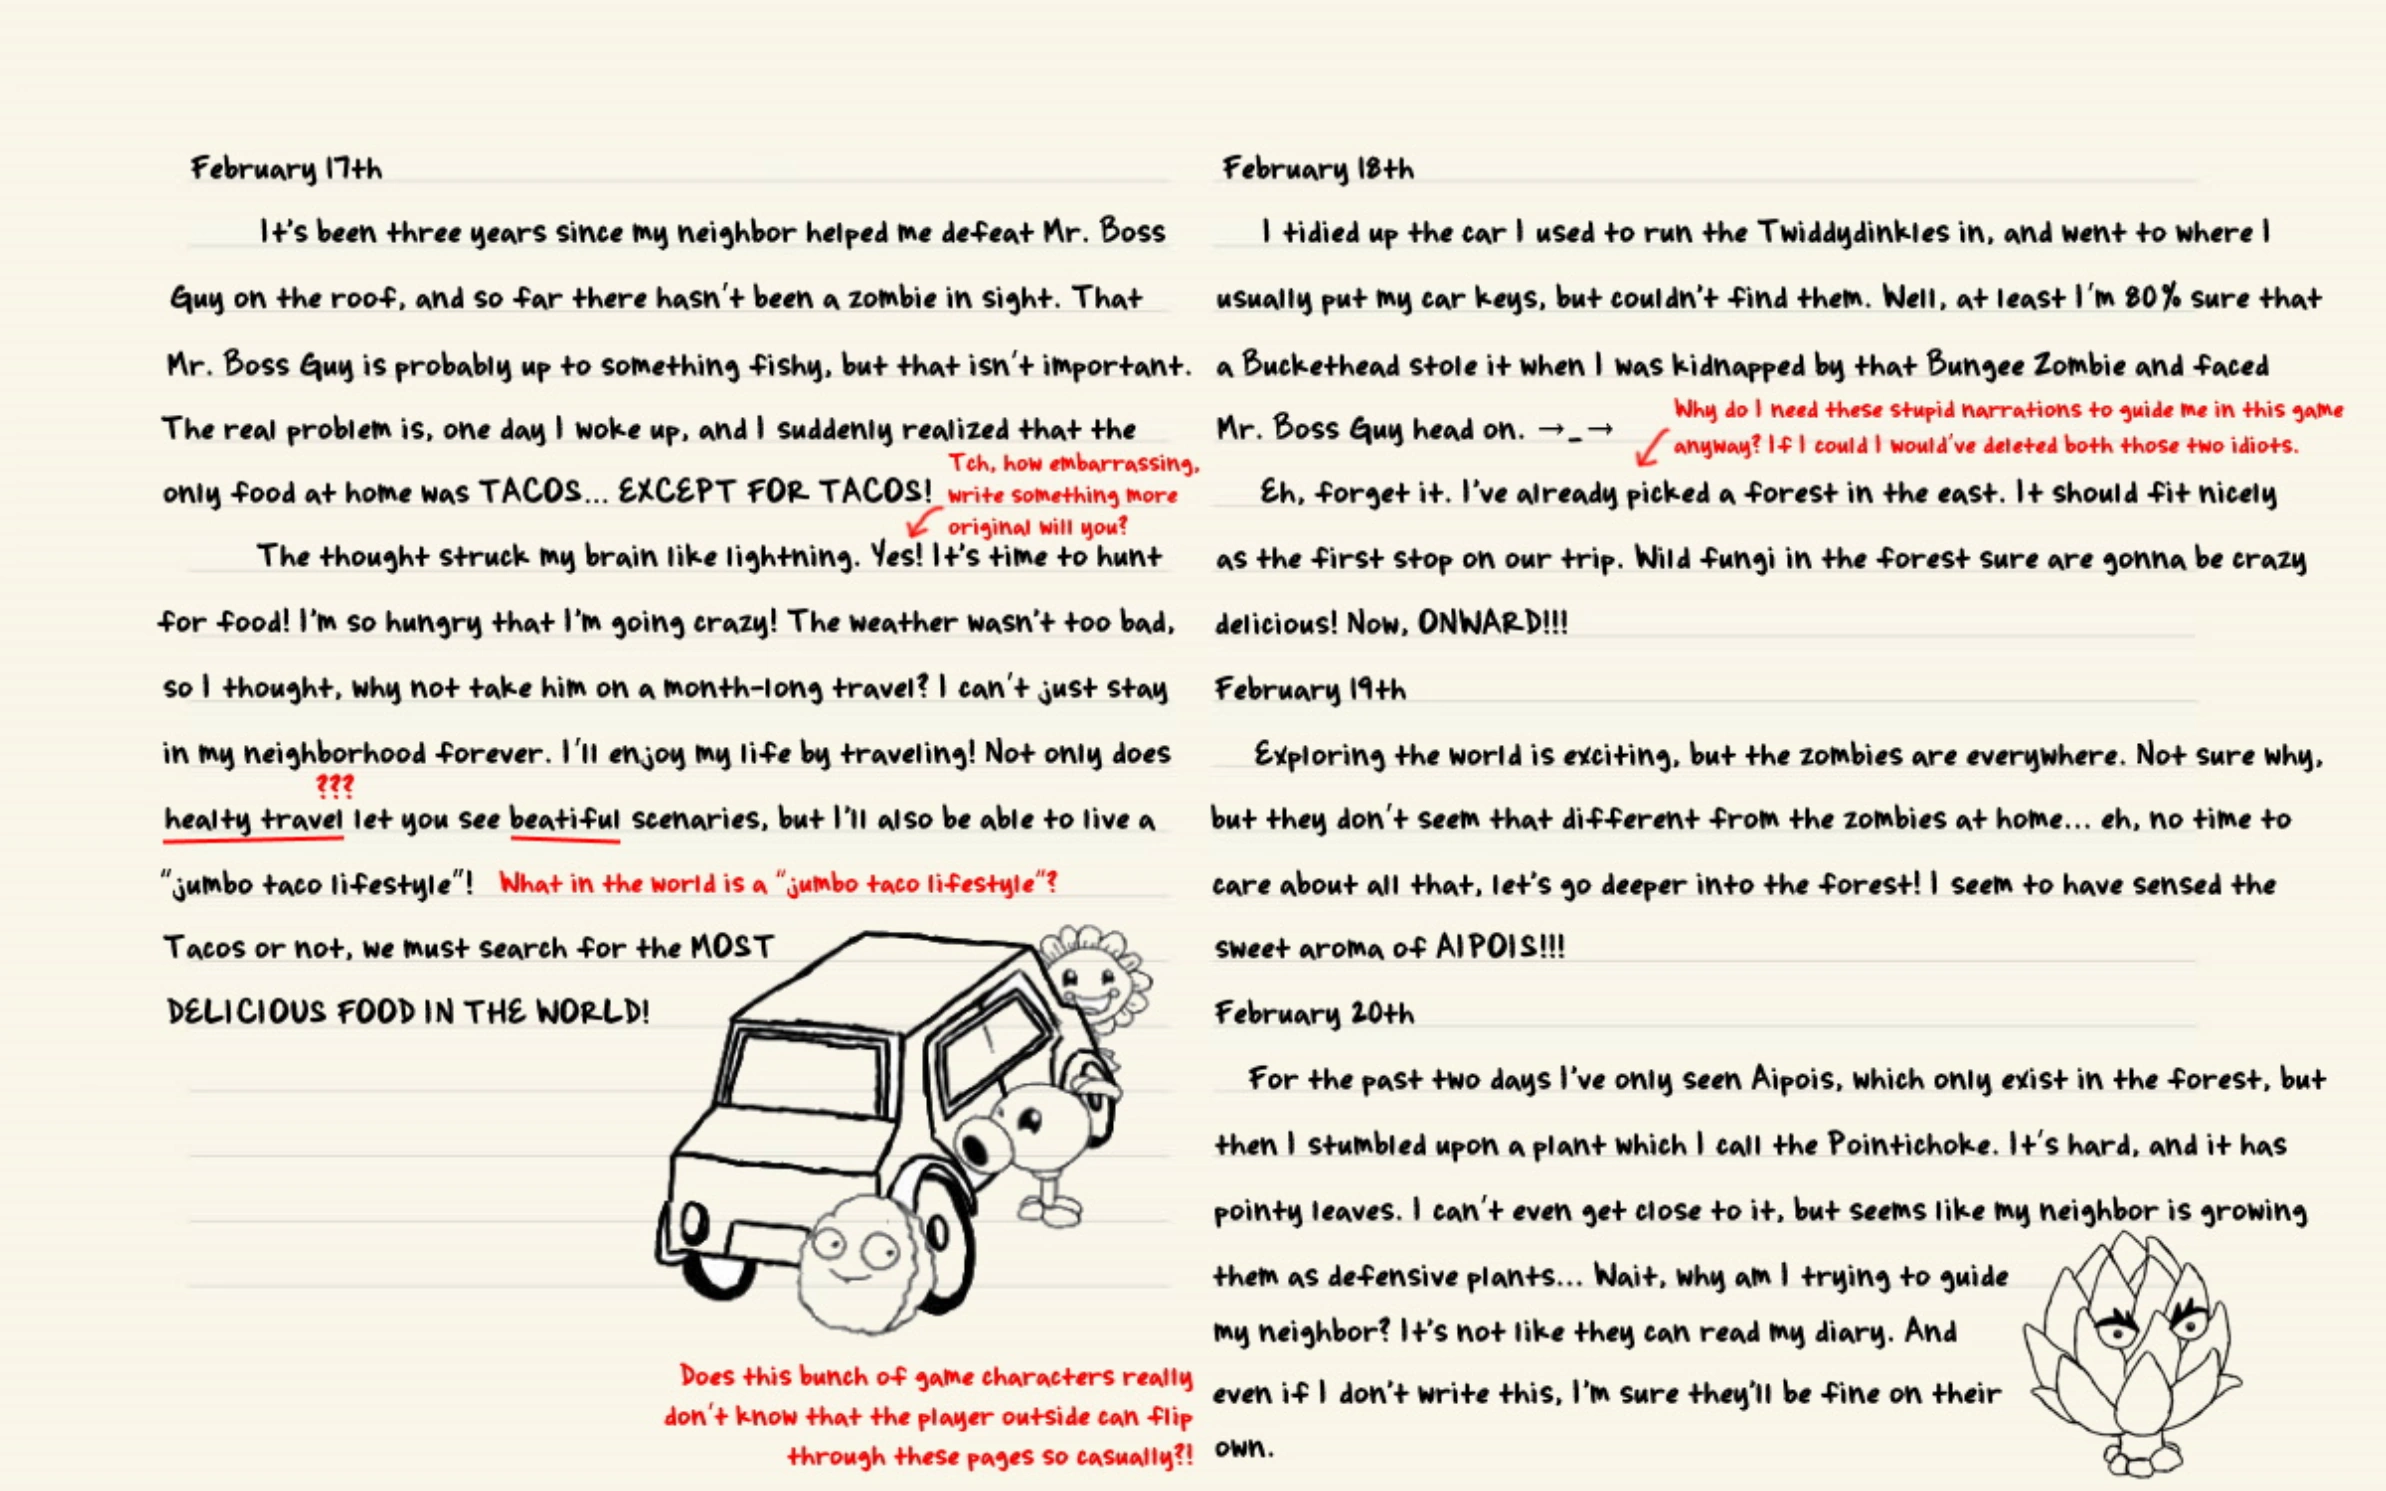 February 17th
It's been three years since my neighbor helped me defeat Mr. Boss
Guy on the roof, and so far there hasn't been a zombie in sight. That
Mr. Boss Guy is probably up to something fishy, but that isn't important.
The real problem is, one day I woke up, and I suddenly realized that the
only food at home was TACOS... EXCEPT FOR TACOS!
Tch, how embarrassing,
write something more
original will you?
The thought struck my brain like lightning. Yes! It's time to hunt
for food! I'm so hungry that I'm going crazy! The weather wasn't too bad,
so I thought, why not take him on a month-long travel? I can't just stay
in my neighborhood forever. I'll enjoy my life by traveling! Not only does
???
healty travel let you see beatiful scenaries, but I'll also be able to live a
"jumbo taco lifestyle"! What in the world is a "jumbo taco lifestyle"?
Tacos or not, we must search for the MOST
DELICIOUS FOOD IN THE WORLD!
Does this bunch of game characters really
don't know that the player outside can flip
through these pages so casually?!
February 18th
I tidied up the car I used to run the Twiddydinkles in, and went to where I
usually put my car keys, but couldn't find them. Well, at least I'm 80% sure that
a Buckethead stole it when I was kidnapped by that Bungee Zombie and faced
Mr. Boss Guy head on. →_→
Why do I need these stupid narrations to guide me in this game
anyway? If I could I would've deleted both those two idiots.
Eh, forget it. I've already picked a forest in the east. It should fit nicely
as the first stop on our trip. Wild fungi in the forest sure are gonna be crazy
delicious! Now, ONWARD!!!
February 19th
Exploring the world is exciting, but the zombies are everywhere. Not sure why,
but they don't seem that different from the zombies at home... eh, no time to
care about all that, let's go deeper into the forest! I seem to have sensed the
sweet aroma of AIPOIS!!!
February 20th
For the past two days I've only seen Aipois, which only exist in the forest, but
then I stumbled upon a plant which I call the Pointichoke. It's hard, and it has
pointy leaves. I can't even get close to it, but seems like my neighbor is growing
them as defensive plants... Wait, why am I trying to guide
my neighbor? It's not like they can read my diary. And
even if I don't write this, I'm sure they'll be fine on their
own.